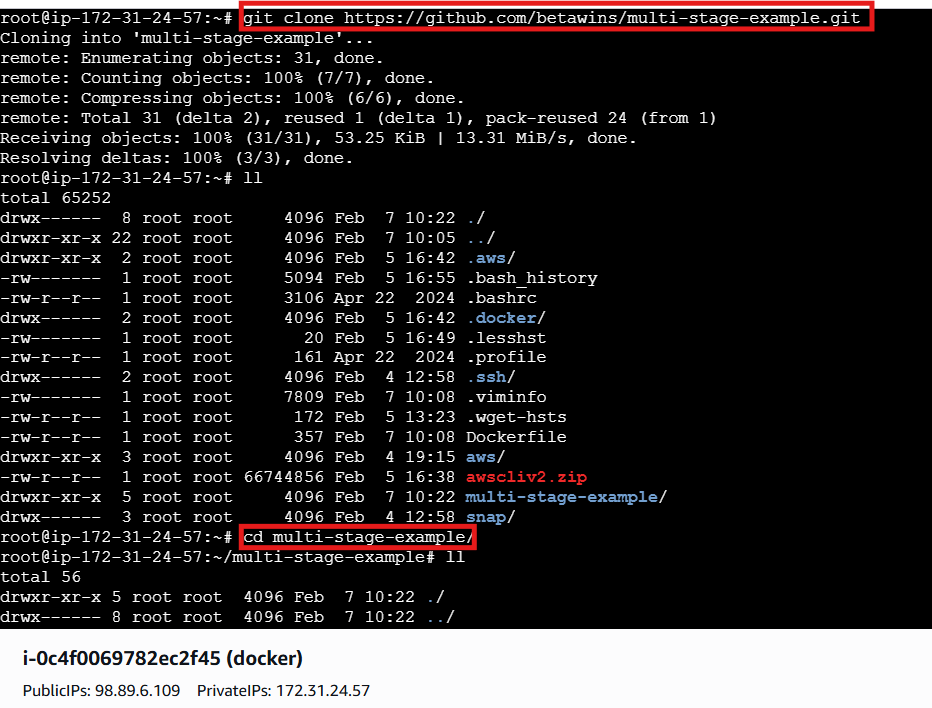 root@ip-172-31-24-57:~# git clone https://github.com/betawins/multi-stage-example.git
Cloning into 'multi-stage-example'...
remote: Enumerating objects: 31, done.
remote: Counting objects: 100% (7/7), done.
remote: Compressing objects: 100% (6/6), done.
remote: Total 31 (delta 2), reused 1 (delta 1), pack-reused 24 (from 1)
Receiving objects: 100% (31/31), 53.25 KiB | 13.31 MiB/s, done.
Resolving deltas: 100% (3/3), done.
root@ip-172-31-24-57:~# ll
total 65252
drwx------  8 root root     4096 Feb  7 10:22 ./
drwxr-xr-x 22 root root     4096 Feb  7 10:05 ../
drwxr-xr-x  2 root root     4096 Feb  5 16:42 .aws/
-rw-------  1 root root     5094 Feb  5 16:55 .bash_history
-rw-r--r--  1 root root     3106 Apr 22  2024 .bashrc
drwx------  2 root root     4096 Feb  5 16:42 .docker/
-rw-------  1 root root       20 Feb  5 16:49 .lesshst
-rw-r--r--  1 root root      161 Apr 22  2024 .profile
drwx------  2 root root     4096 Feb  4 12:58 .ssh/
-rw-------  1 root root     7809 Feb  7 10:08 .viminfo
-rw-r--r--  1 root root      172 Feb  5 13:23 .wget-hsts
-rw-r--r--  1 root root      357 Feb  7 10:08 Dockerfile
drwxr-xr-x  3 root root     4096 Feb  4 19:15 aws/
-rw-r--r--  1 root root 66744856 Feb  5 16:38 awscliv2.zip
drwxr-xr-x  5 root root     4096 Feb  7 10:22 multi-stage-example/
drwx------  3 root root     4096 Feb  4 12:58 snap/
root@ip-172-31-24-57:~# cd multi-stage-example/
root@ip-172-31-24-57:~/multi-stage-example# ll
total 56
drwxr-xr-x 5 root root  4096 Feb  7 10:22 ./
drwx------ 8 root root  4096 Feb  7 10:22 ../
i-0c4f0069782ec2f45 (docker)
PublicIPs: 98.89.6.109 PrivateIPs: 172.31.24.57